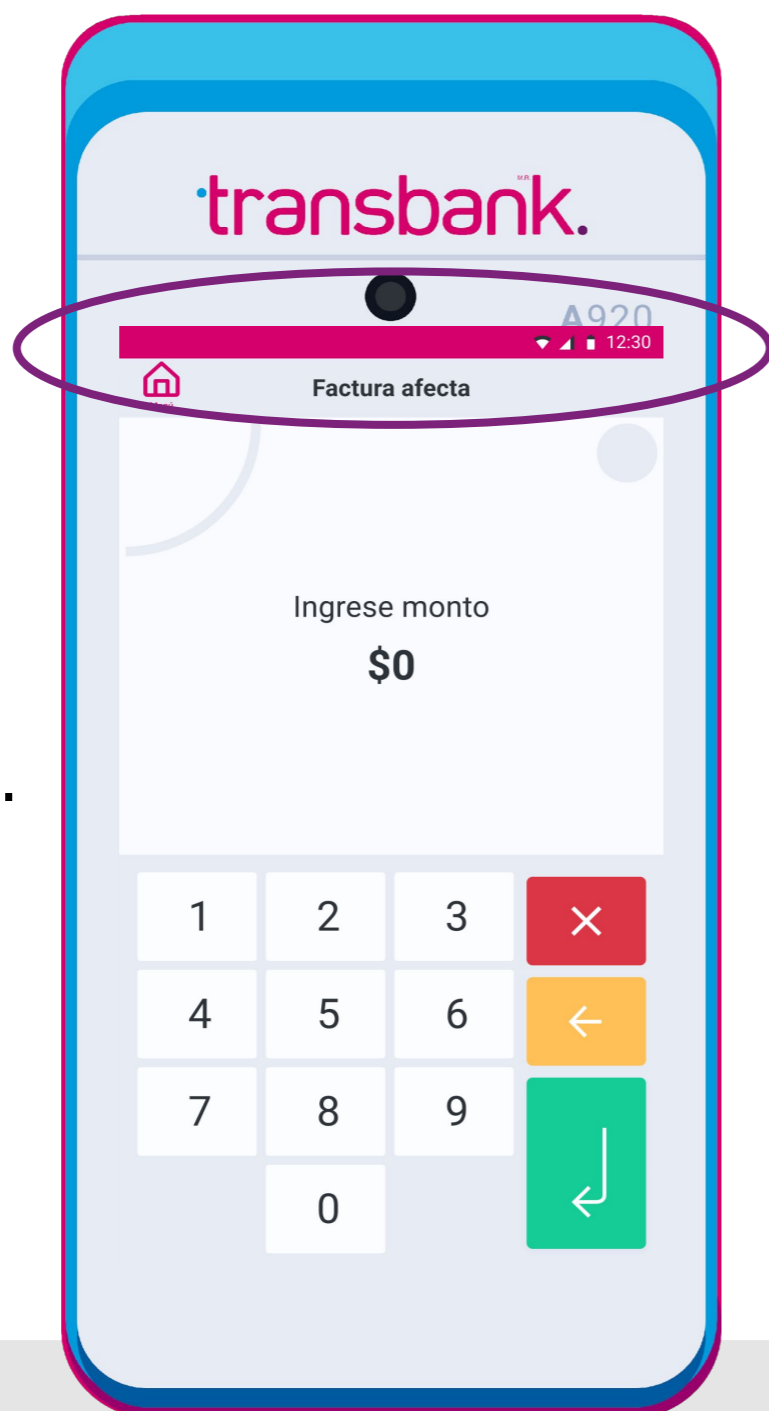 transbank.
M.R.
A920
12:30
Menú
Factura afecta
Ingrese monto
$0
.
1 2 3
4 5 6
7 8 9
0